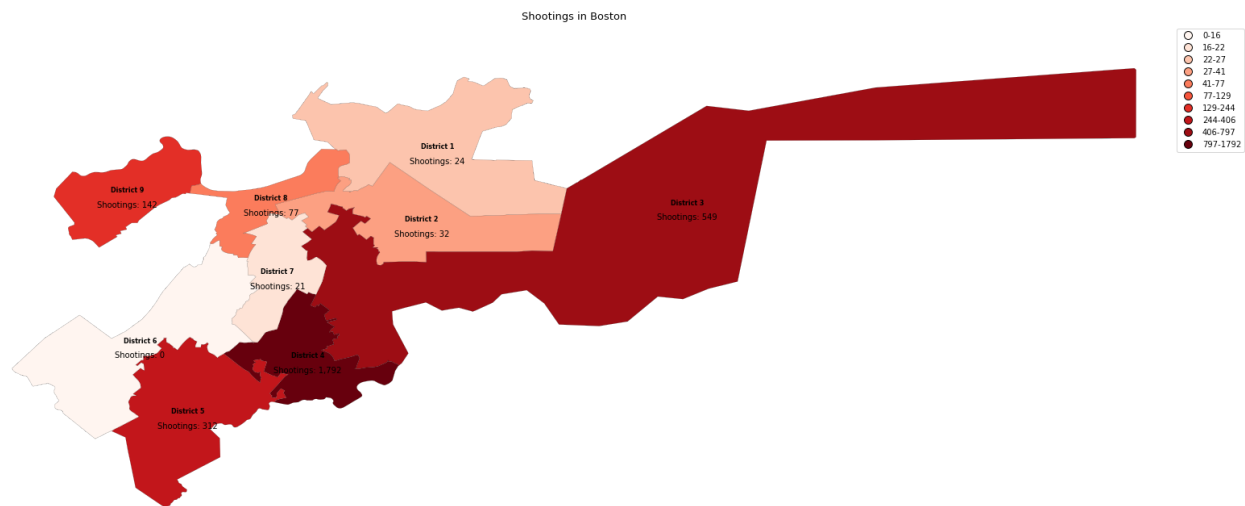 Shootings in Boston
0-16
16-22
22-27
27-41
41-77
77-129
129-244
244-406
406-797
797-1792
District 1
Shootings: 24
District 9
Shootings: 142
District 8
Shootings: 77
District 3
Shootings: 549
District 2
Shootings: 32
District 7
Shootings: 21
District 6
Shootings: 0
District 4
Shootings: 1,792
District 5
Shootings: 312